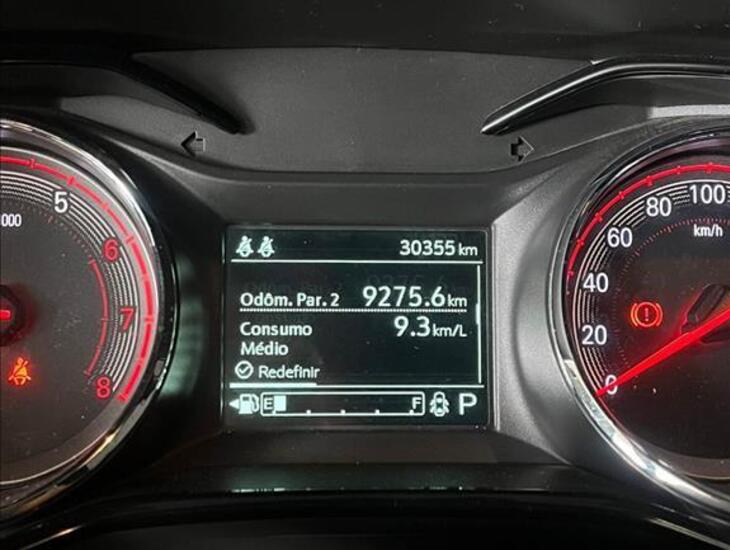 30355 km
Odôm. Par. 2 9275.6 km
Consumo 9.3 km/L
Médio
Redefinir
E F P
000
5
6
7
8
0
20
40
60
80
100
km/h